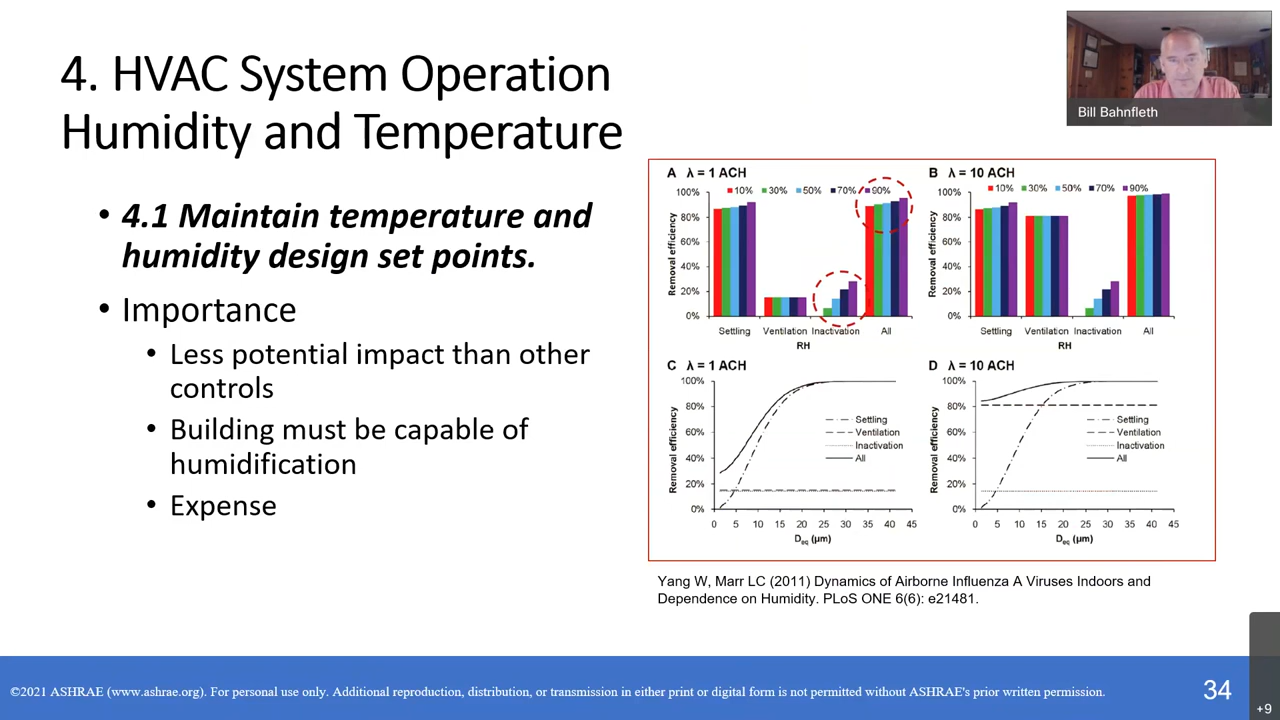 4. HVAC System Operation
Humidity and Temperature
Bill Bahnfleth
• 4.1 Maintain temperature and
humidity design set points.
• Importance
• Less potential impact than other
controls
• Building must be capable of
humidification
• Expense
A λ = 1 ACH
10% 30% 50% 70% 90%
Removal efficiency
100%
80%
60%
40%
20%
0%
Settling Ventilation Inactivation All
RH
B λ = 10 ACH
10% 30% 50% 70% 90%
Removal efficiency
100%
80%
60%
40%
20%
0%
Settling Ventilation Inactivation All
RH
C λ = 1 ACH
Removal efficiency
100%
80%
60%
40%
20%
0%
Settling
Ventilation
Inactivation
All
0 5 10 15 20 25 30 35 40 45
Deq (μm)
D λ = 10 ACH
Removal efficiency
100%
80%
60%
40%
20%
0%
Settling
Ventilation
Inactivation
All
0 5 10 15 20 25 30 35 40 45
Deq (μm)
Yang W, Marr LC (2011) Dynamics of Airborne Influenza A Viruses Indoors and
Dependence on Humidity. PLoS ONE 6(6): e21481.
©2021 ASHRAE (www.ashrae.org). For personal use only. Additional reproduction, distribution, or transmission in either print or digital form is not permitted without ASHRAE's prior written permission.
34
+9